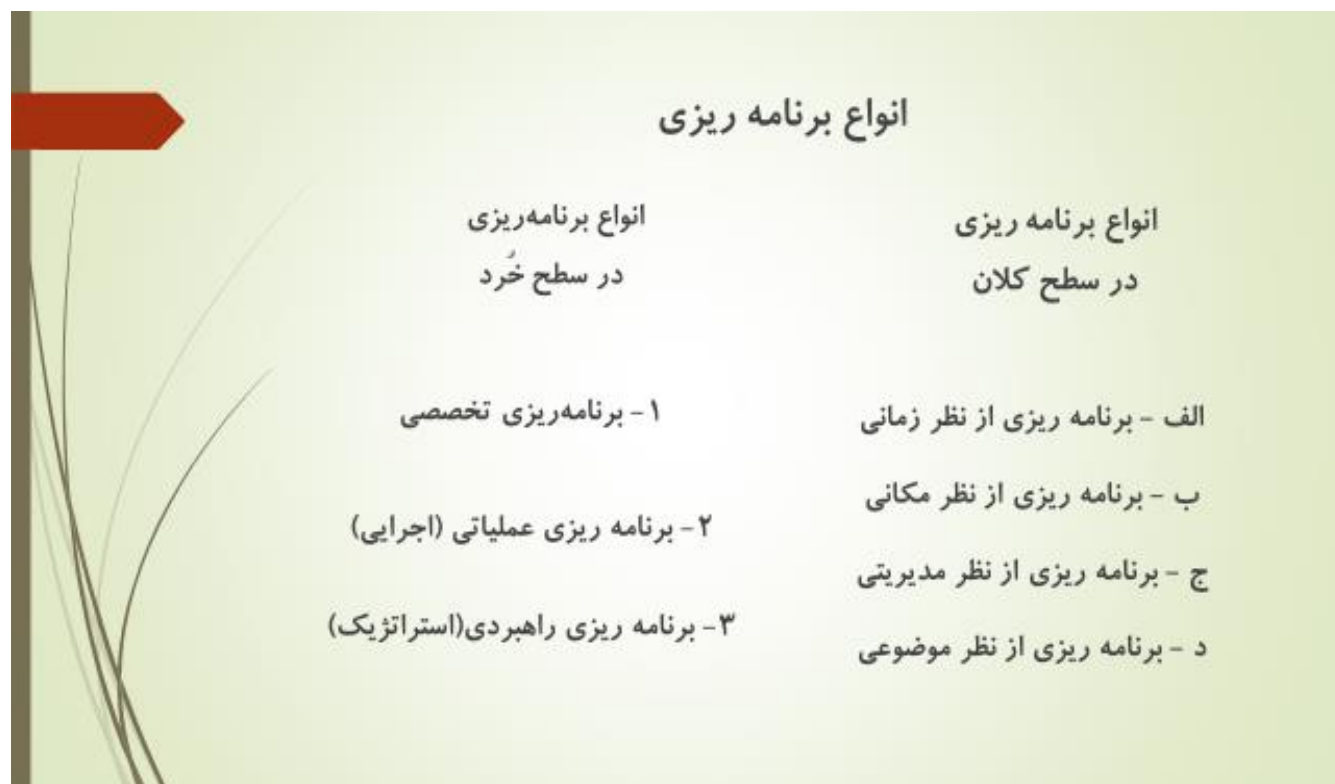 انواع برنامه ریزی
انواع برنامه ریزی
در سطح کلان
الف - برنامه ریزی از نظر زمانی
ب - برنامه ریزی از نظر مکانی
ج - برنامه ریزی از نظر مدیریتی
د - برنامه ریزی از نظر موضوعی
انواع برنامه‌ریزی
در سطح خُرد
۱- برنامه‌ریزی تخصصی
۲- برنامه ریزی عملیاتی (اجرایی)
۳- برنامه ریزی راهبردی(استراتژیک)